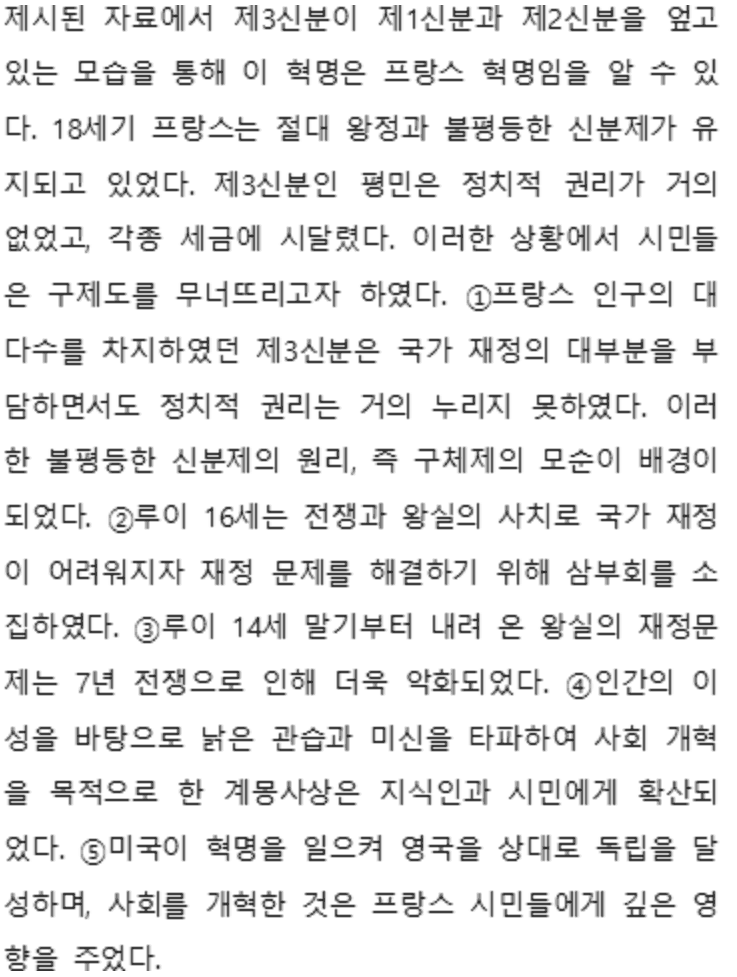 제시된 자료에서 제3신분이 제1신분과 제2신분을 엎고
있는 모습을 통해 이 혁명은 프랑스 혁명임을 알 수 있
다. 18세기 프랑스는 절대 왕정과 불평등한 신분제가 유
지되고 있었다. 제3신분인 평민은 정치적 권리가 거의
없었고, 각종 세금에 시달렸다. 이러한 상황에서 시민들
은 구제도를 무너뜨리고자 하였다. ①프랑스 인구의 대
다수를 차지하였던 제3신분은 국가 재정의 대부분을 부
담하면서도 정치적 권리는 거의 누리지 못하였다. 이러
한 불평등한 신분제의 원리, 즉 구체제의 모순이 배경이
되었다. ②루이 16세는 전쟁과 왕실의 사치로 국가 재정
이 어려워지자 재정 문제를 해결하기 위해 삼부회를 소
집하였다. ③루이 14세 말기부터 내려 온 왕실의 재정문
제는 7년 전쟁으로 인해 더욱 악화되었다. ④인간의 이
성을 바탕으로 낡은 관습과 미신을 타파하여 사회 개혁
을 목적으로 한 계몽사상은 지식인과 시민에게 확산되
었다. ⑤미국이 혁명을 일으켜 영국을 상대로 독립을 달
성하며, 사회를 개혁한 것은 프랑스 시민들에게 깊은 영
향을 주었다.